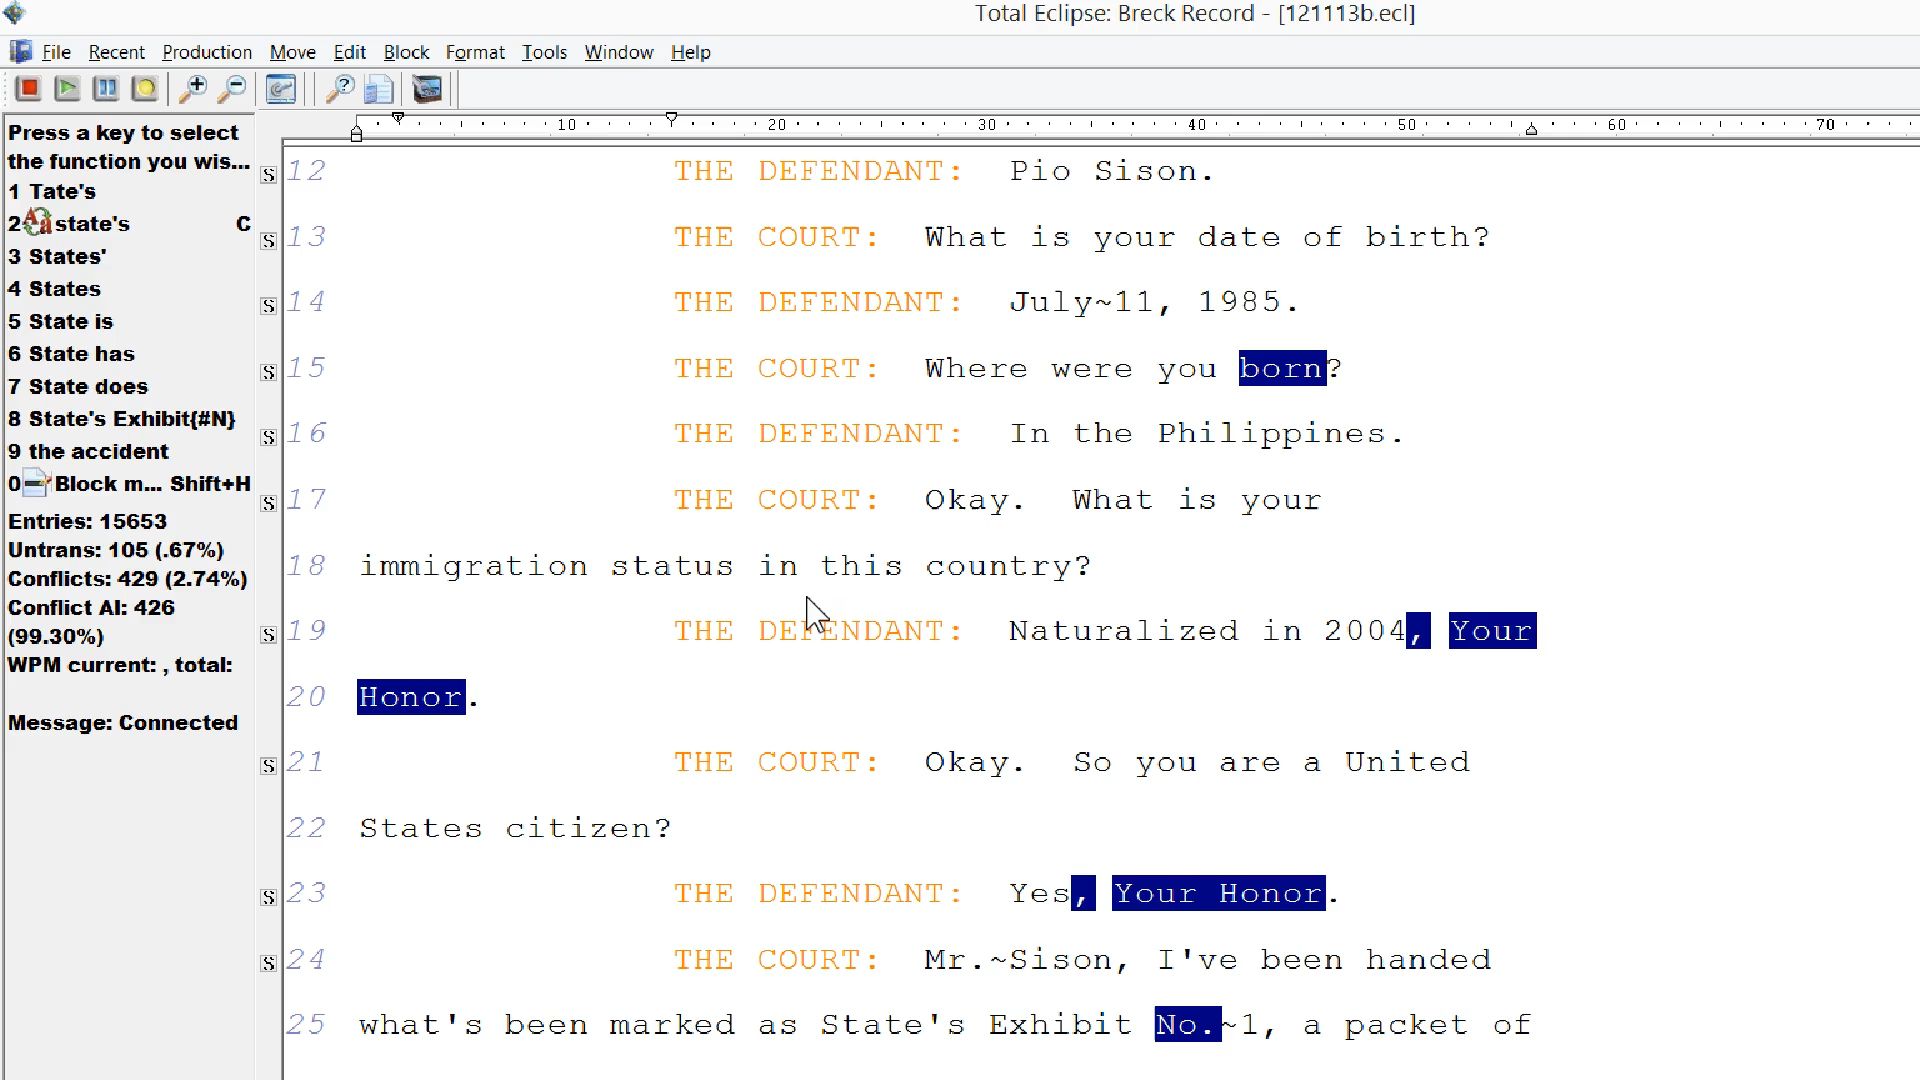 Total Eclipse: Breck Record - [121113b.ecl]
File Recent Production Move Edit Block Format Tools Window Help
10 20 30 40 50 60 70
Press a key to select
the function you wis...
1 Tate's
2 state's C
3 States'
4 States
5 State is
6 State has
7 State does
8 State's Exhibit{#N}
9 the accident
0 Block m... Shift+H
Entries: 15653
Untrans: 105 (.67%)
Conflicts: 429 (2.74%)
Conflict AI: 426
(99.30%)
WPM current: , total:
Message: Connected
S 12 THE DEFENDANT: Pio Sison.
S 13 THE COURT: What is your date of birth?
S 14 THE DEFENDANT: July~11, 1985.
S 15 THE COURT: Where were you born?
S 16 THE DEFENDANT: In the Philippines.
S 17 THE COURT: Okay. What is your
18 immigration status in this country?
S 19 THE DEFENDANT: Naturalized in 2004, Your
20 Honor.
S 21 THE COURT: Okay. So you are a United
22 States citizen?
S 23 THE DEFENDANT: Yes, Your Honor.
S 24 THE COURT: Mr.~Sison, I've been handed
25 what's been marked as State's Exhibit No.~1, a packet of